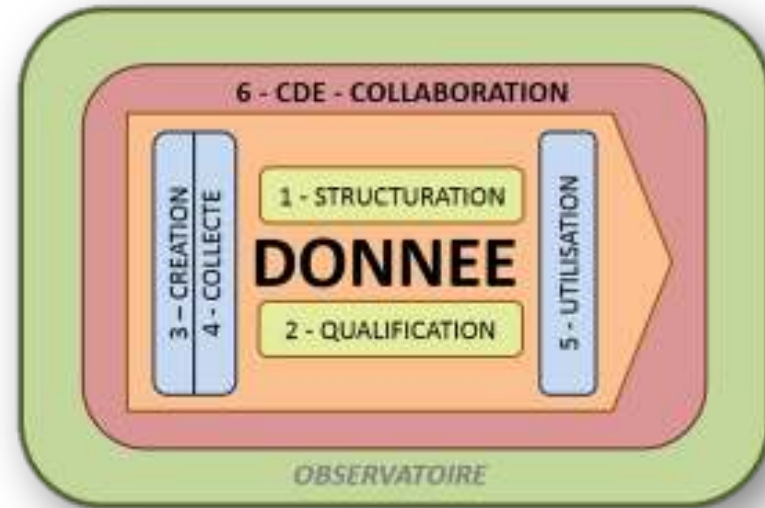 6 - CDE - COLLABORATION
3 – CREATION
4 - COLLECTE
1 - STRUCTURATION
DONNEE
2 - QUALIFICATION
5 - UTILISATION
OBSERVATOIRE